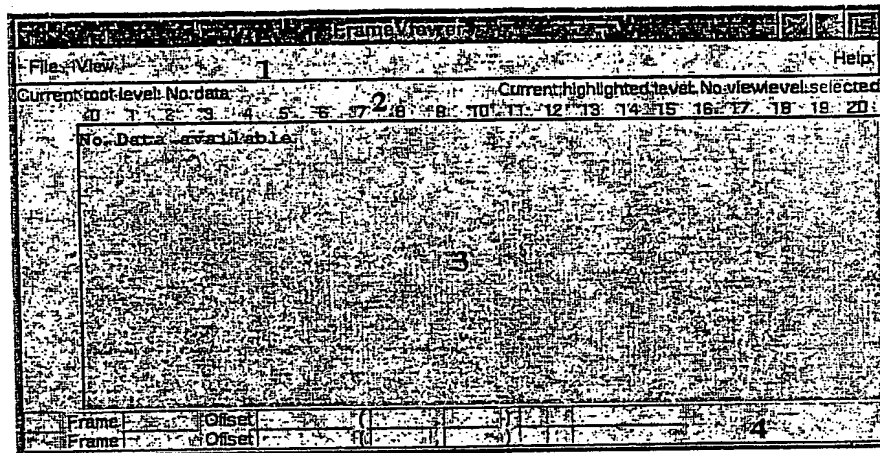 FrameViewer
File View 1 Help
Current root level: No data Current highlighted level: No viewlevel selected
2
0 1 2 3 4 5 6 7 8 9 10 11 12 13 14 15 16 17 18 19 20
No Data available
3
Frame Offset ( )
Frame Offset ( )
4